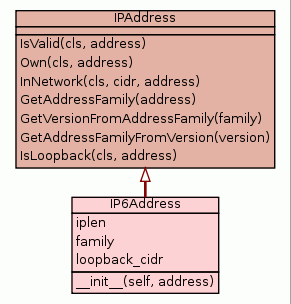 IPAddress
IsValid(cls, address)
Own(cls, address)
InNetwork(cls, cidr, address)
GetAddressFamily(address)
GetVersionFromAddressFamily(family)
GetAddressFamilyFromVersion(version)
IsLoopback(cls, address)
IP6Address
iplen
family
loopback_cidr
__init__(self, address)